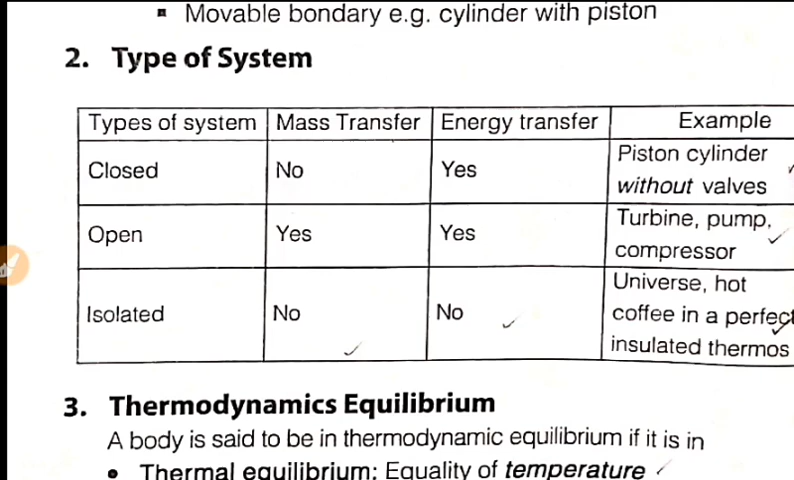 ▪ Movable bondary e.g. cylinder with piston
2. Type of System
Types of system | Mass Transfer | Energy transfer | Example
Closed | No | Yes | Piston cylinder
without valves
Open | Yes | Yes | Turbine, pump,
compressor
Isolated | No | No | Universe, hot
coffee in a perfect
insulated thermos
3. Thermodynamics Equilibrium
A body is said to be in thermodynamic equilibrium if it is in
• Thermal equilibrium: Equality of temperature